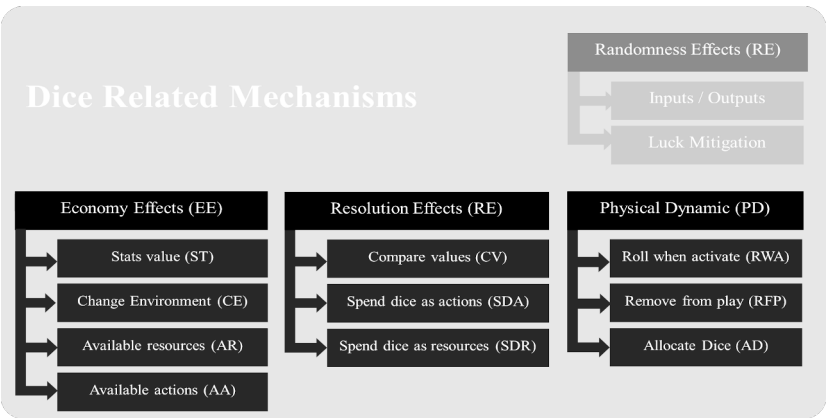 Dice Related Mechanisms
Randomness Effects (RE)
Inputs / Outputs
Luck Mitigation
Economy Effects (EE)
Stats value (ST)
Change Environment (CE)
Available resources (AR)
Available actions (AA)
Resolution Effects (RE)
Compare values (CV)
Spend dice as actions (SDA)
Spend dice as resources (SDR)
Physical Dynamic (PD)
Roll when activate (RWA)
Remove from play (RFP)
Allocate Dice (AD)